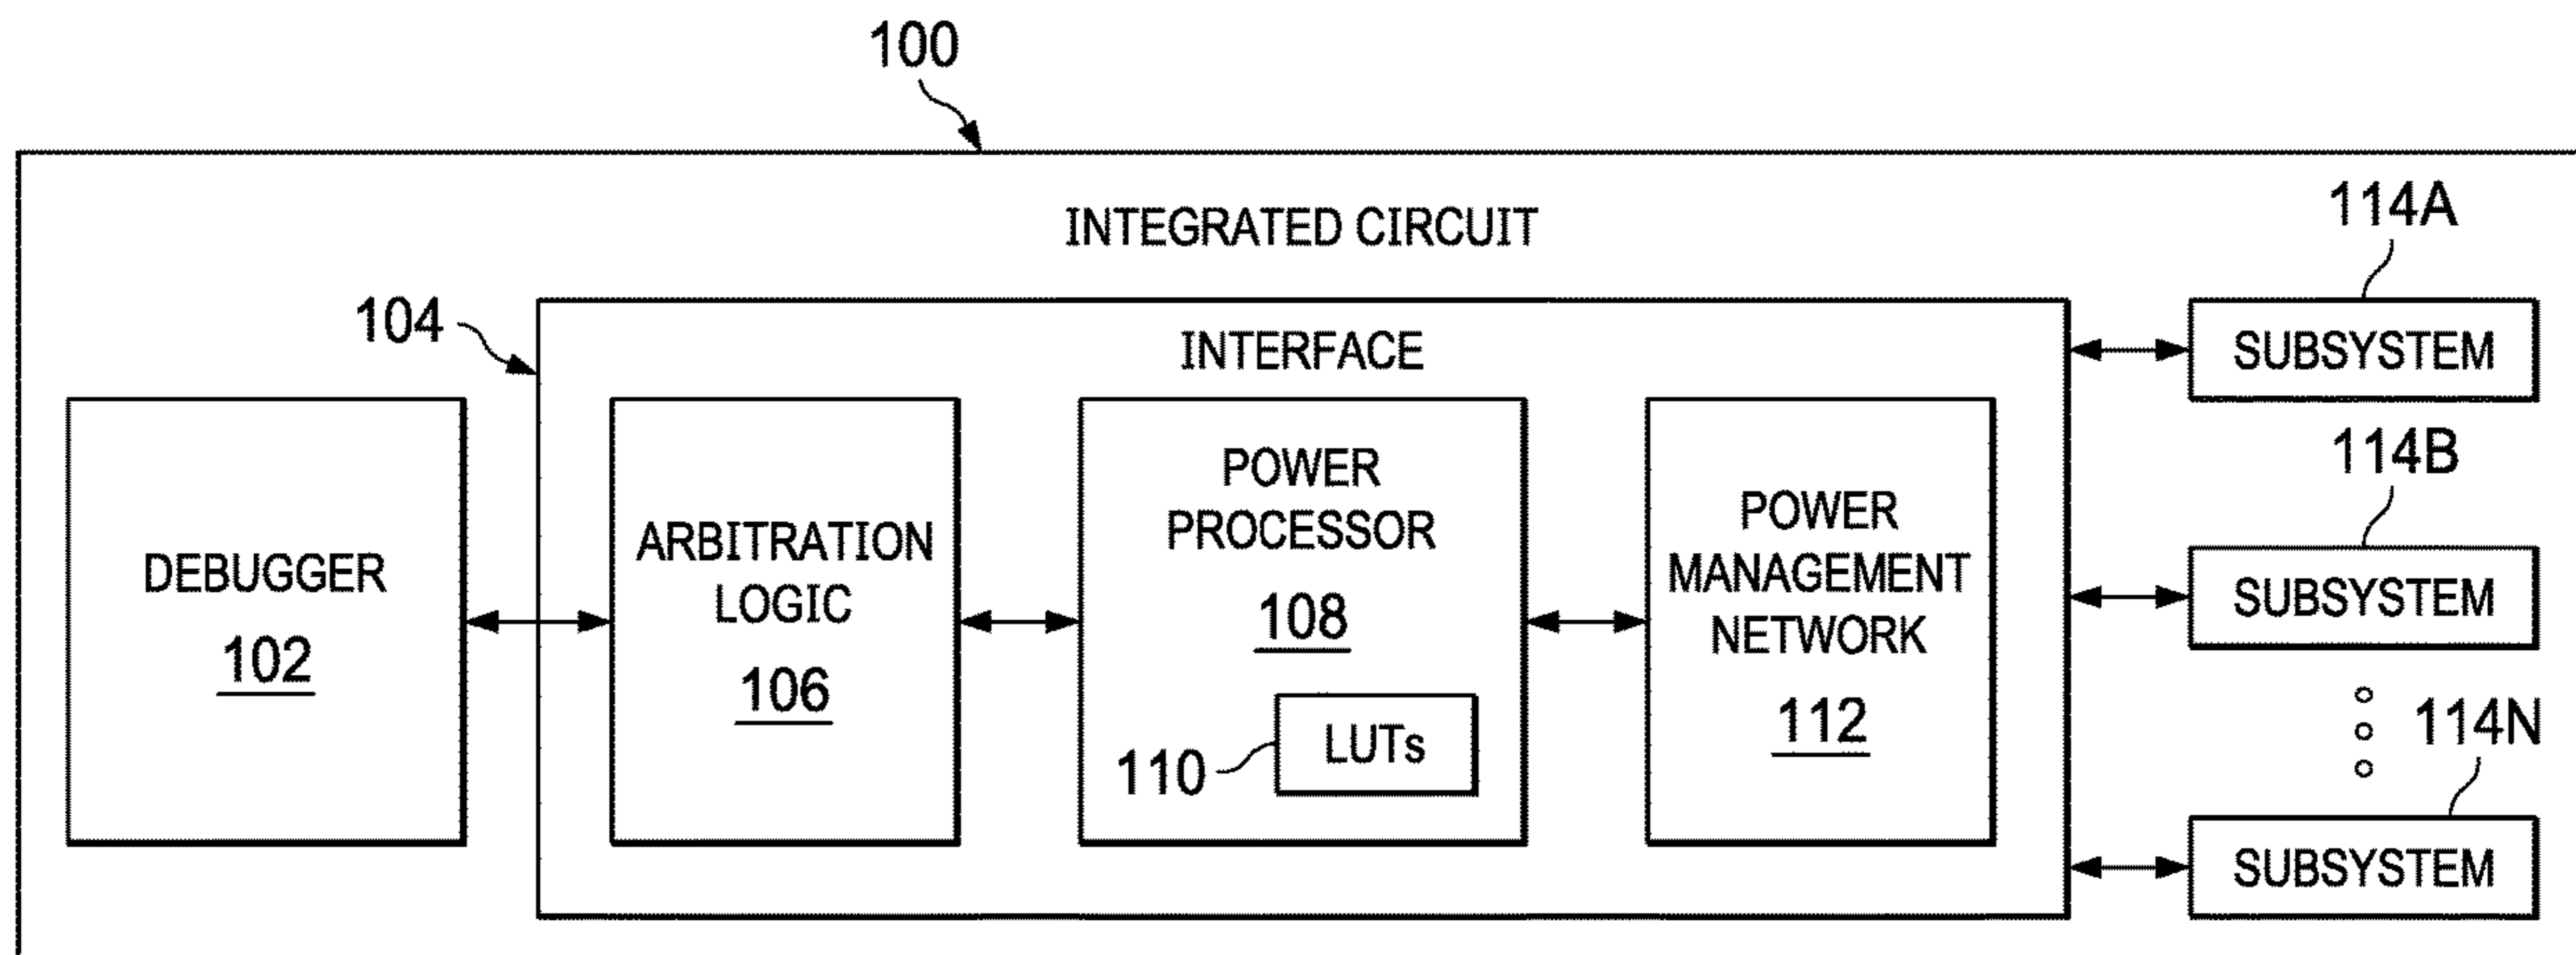 100
INTEGRATED CIRCUIT
104
INTERFACE
DEBUGGER
102
ARBITRATION
LOGIC
106
POWER
PROCESSOR
108
110
LUTs
POWER
MANAGEMENT
NETWORK
112
114A
SUBSYSTEM
114B
SUBSYSTEM
114N
SUBSYSTEM